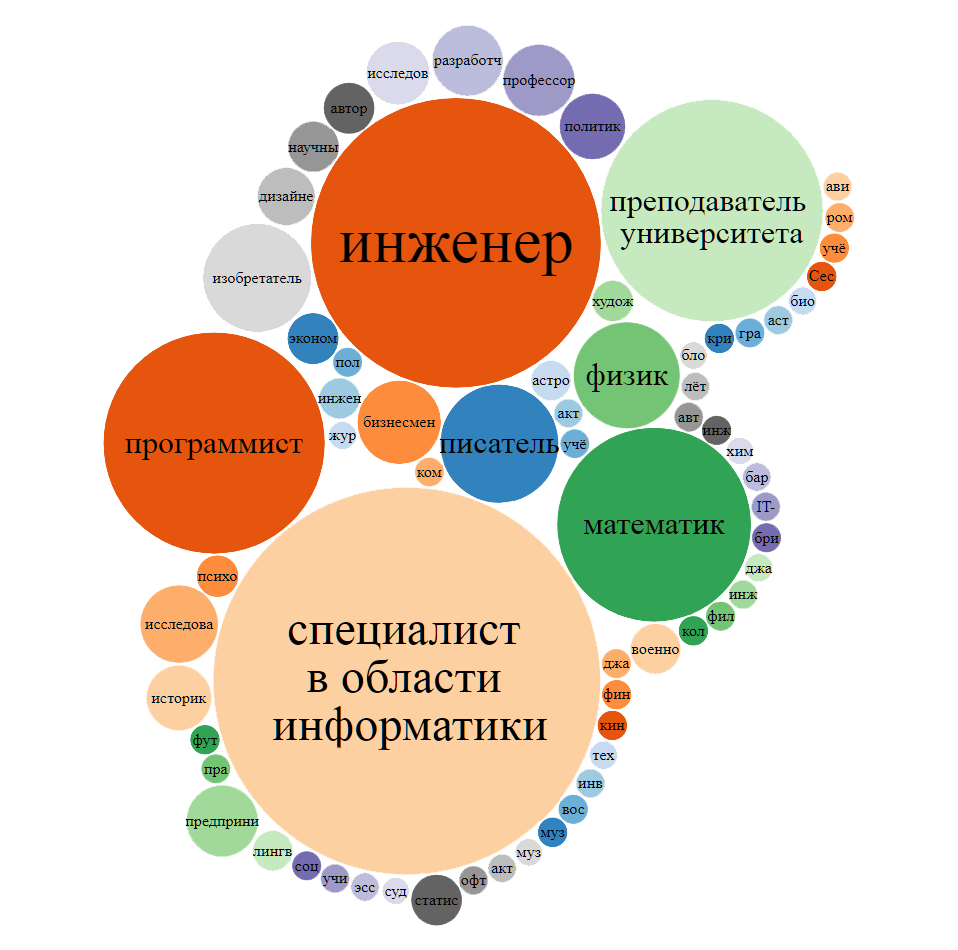 разработч
исследов
профессор
автор
политик
научны
дизайне
ави
преподаватель
университета
ром
инженер
учё
Сес
изобретатель
био
худож
аст
эконом
кри
гра
пол
бло
физик
астро
лёт
инжен
акт
авт
бизнесмен
инж
жур
программист
писатель
учё
хим
ком
бар
IT-
математик
бри
джа
психо
инж
фил
исследова
специалист
в области
информатики
кол
военно
джа
историк
фин
кин
фут
тех
пра
инв
вос
предприни
муз
лингв
муз
соц
акт
учи
офт
эсс
суд
статис